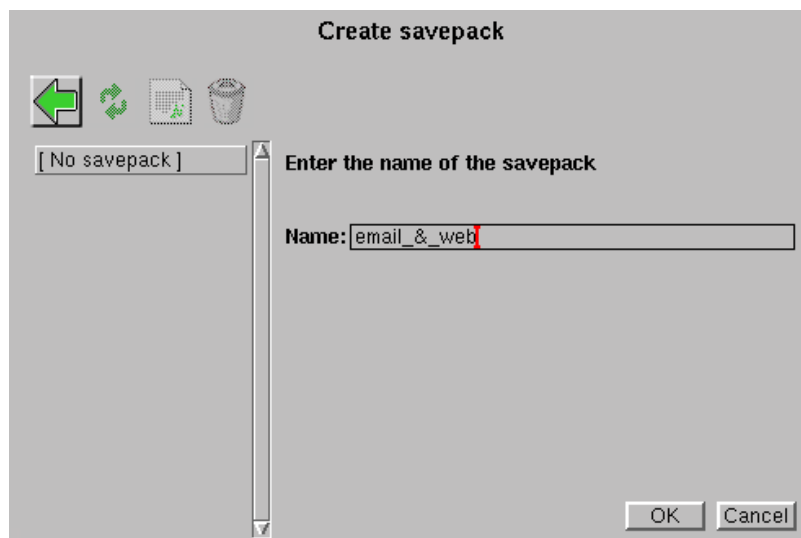 Create savepack
[ No savepack ]
Enter the name of the savepack
Name: email_&_web
OK Cancel